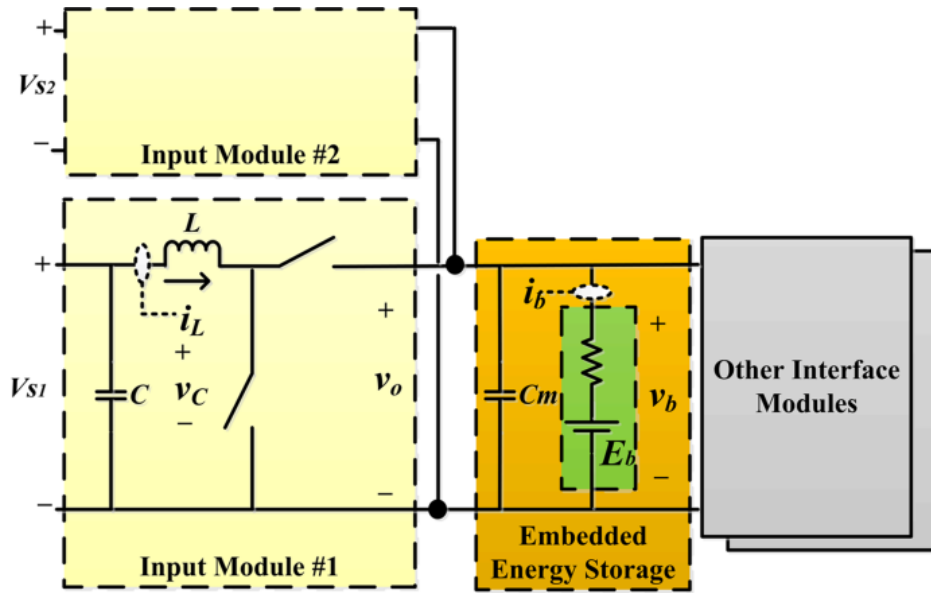 +
Vs2
−
Input Module #2
L
+
iL
+
vC
−
C
Vs1
+
vo
−
−
Input Module #1
ib
+
Cm
vb
Eb
−
Embedded
Energy Storage
Other Interface
Modules